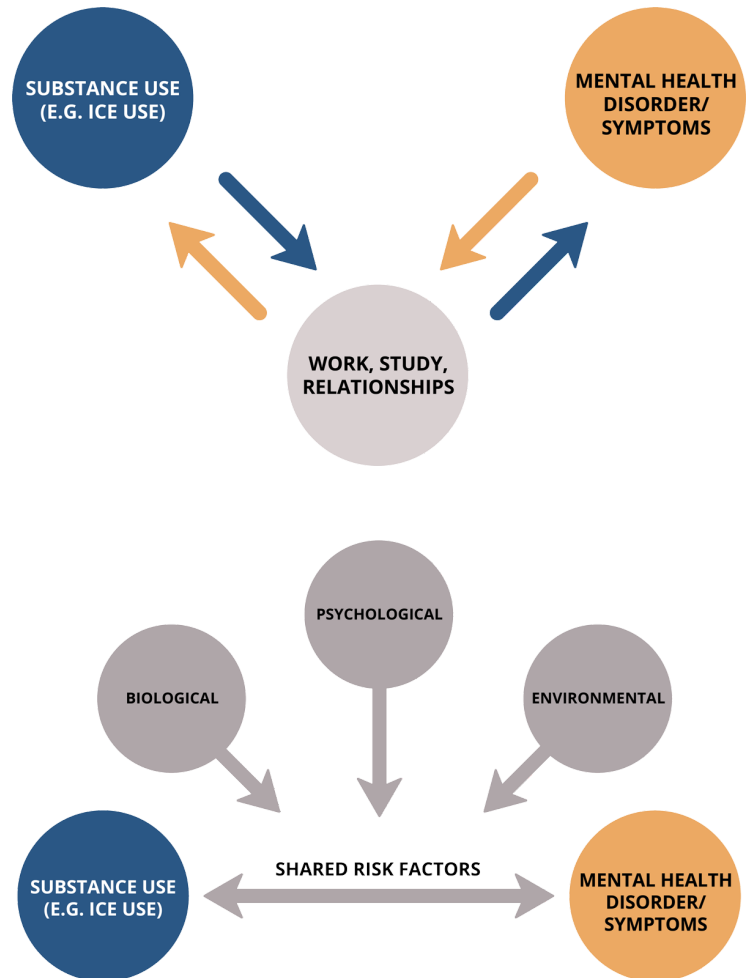 SUBSTANCE USE
(E.G. ICE USE)
MENTAL HEALTH
DISORDER/
SYMPTOMS
WORK, STUDY,
RELATIONSHIPS
PSYCHOLOGICAL
BIOLOGICAL
ENVIRONMENTAL
SHARED RISK FACTORS
SUBSTANCE USE
(E.G. ICE USE)
MENTAL HEALTH
DISORDER/
SYMPTOMS